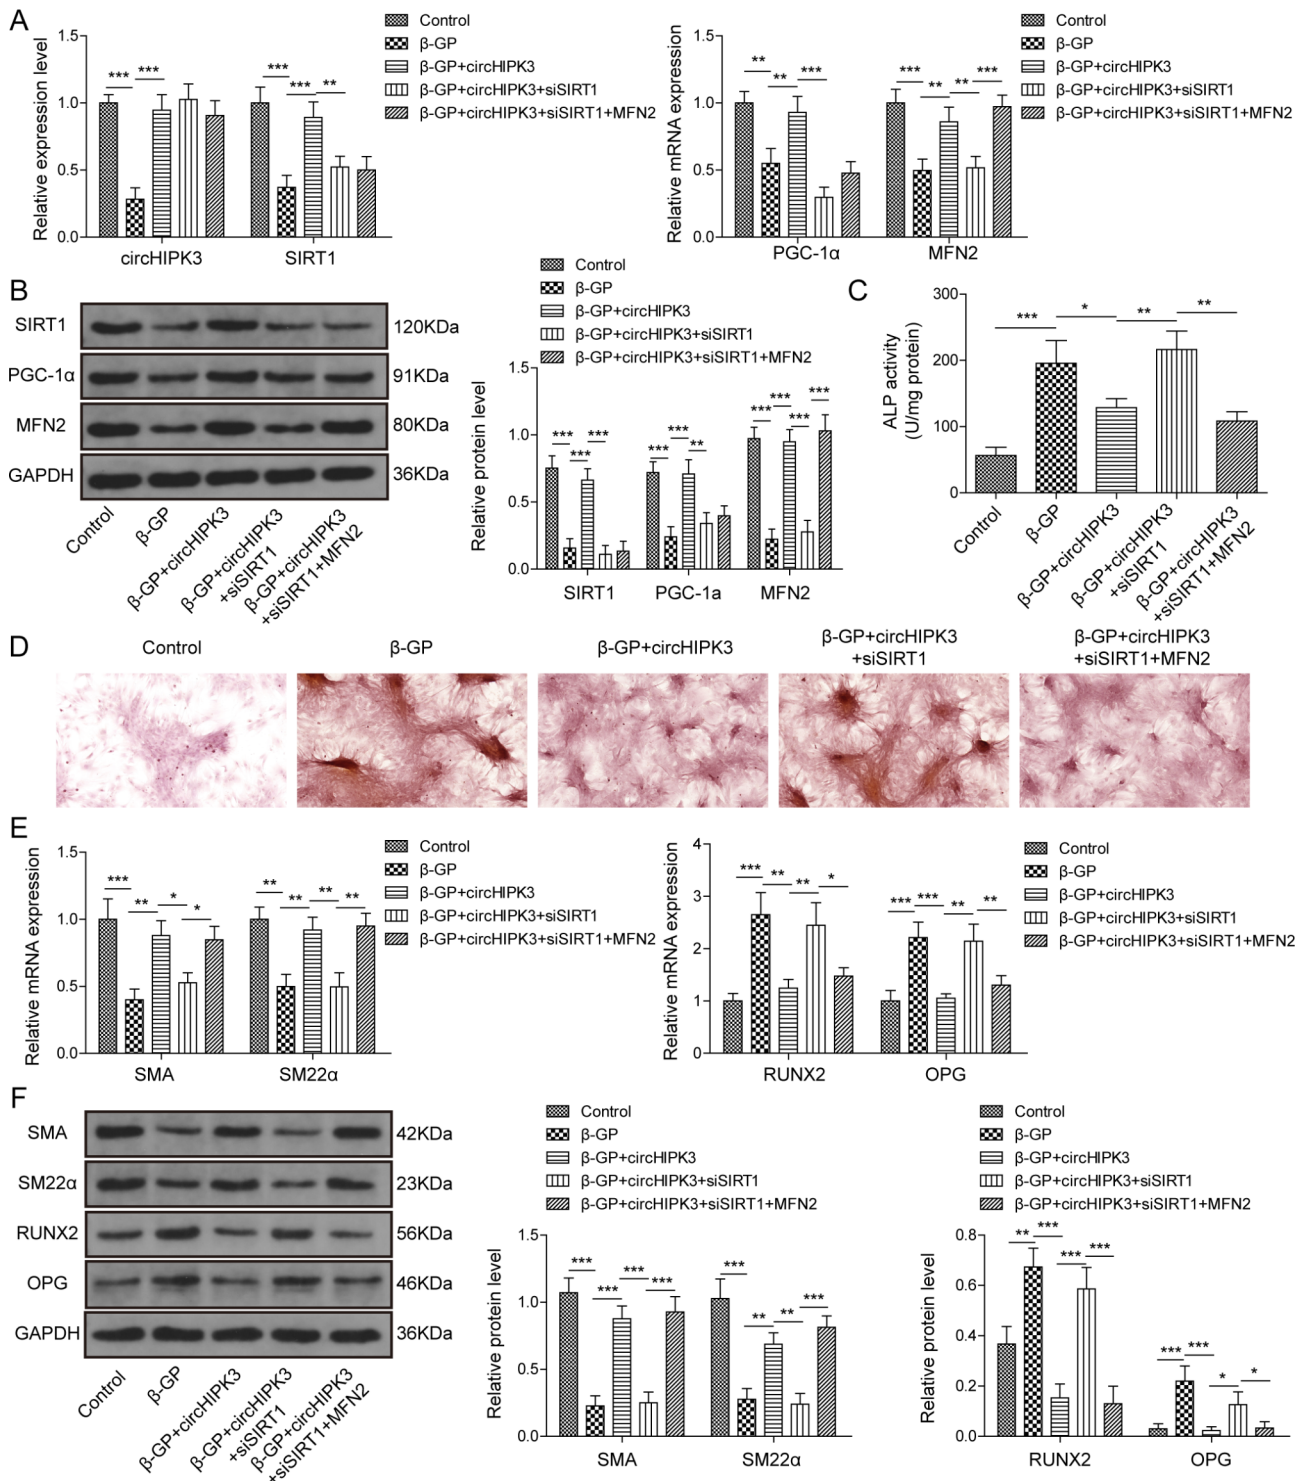 A
Relative expression level
1.5
1.0
0.5
0.0
*** *** *** *** **
circHIPK3 SIRT1
Control
β-GP
β-GP+circHIPK3
β-GP+circHIPK3+siSIRT1
β-GP+circHIPK3+siSIRT1+MFN2
Relative mRNA expression
1.5
1.0
0.5
0.0
** ** *** *** ** ** ***
PGC-1α MFN2
Control
β-GP
β-GP+circHIPK3
β-GP+circHIPK3+siSIRT1
β-GP+circHIPK3+siSIRT1+MFN2
B
SIRT1 120KDa
PGC-1α 91KDa
MFN2 80KDa
GAPDH 36KDa
Control
β-GP
β-GP+circHIPK3
β-GP+circHIPK3
+siSIRT1
β-GP+circHIPK3
+siSIRT1+MFN2
Control
β-GP
β-GP+circHIPK3
β-GP+circHIPK3+siSIRT1
β-GP+circHIPK3+siSIRT1+MFN2
Relative protein level
1.5
1.0
0.5
0.0
*** *** *** *** *** ** *** *** *** ***
SIRT1 PGC-1a MFN2
C
ALP activity
(U/mg protein)
300
200
100
0
*** * ** **
Control
β-GP
β-GP+circHIPK3
β-GP+circHIPK3
+siSIRT1
β-GP+circHIPK3
+siSIRT1+MFN2
D
Control
β-GP
β-GP+circHIPK3
β-GP+circHIPK3
+siSIRT1
β-GP+circHIPK3
+siSIRT1+MFN2
E
Relative mRNA expression
1.5
1.0
0.5
0.0
*** ** * * ** ** ** **
SMA SM22α
Control
β-GP
β-GP+circHIPK3
β-GP+circHIPK3+siSIRT1
β-GP+circHIPK3+siSIRT1+MFN2
Relative mRNA expression
4
3
2
1
0
*** ** ** * *** *** ** **
RUNX2 OPG
Control
β-GP
β-GP+circHIPK3
β-GP+circHIPK3+siSIRT1
β-GP+circHIPK3+siSIRT1+MFN2
F
SMA 42KDa
SM22α 23KDa
RUNX2 56KDa
OPG 46KDa
GAPDH 36KDa
Control
β-GP
β-GP+circHIPK3
β-GP+circHIPK3
+siSIRT1
β-GP+circHIPK3
+siSIRT1+MFN2
Control
β-GP
β-GP+circHIPK3
β-GP+circHIPK3+siSIRT1
β-GP+circHIPK3+siSIRT1+MFN2
Relative protein level
1.5
1.0
0.5
0.0
*** *** *** *** *** ** ** ***
SMA SM22α
Control
β-GP
β-GP+circHIPK3
β-GP+circHIPK3+siSIRT1
β-GP+circHIPK3+siSIRT1+MFN2
Relative protein level
0.8
0.6
0.4
0.2
0.0
** *** *** *** *** *** * *
RUNX2 OPG